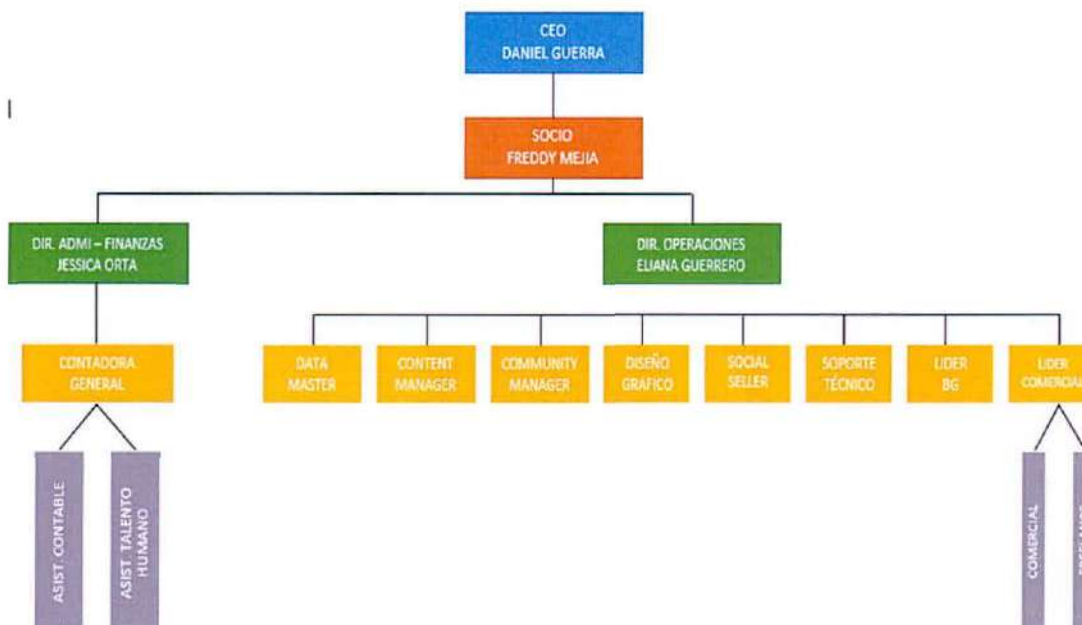 CEO
DANIEL GUERRA
SOCIO
FREDDY MEJIA
DIR. ADMI – FINANZAS
JESSICA ORTA
DIR. OPERACIONES
ELIANA GUERRERO
CONTADORA
GENERAL
DATA
MASTER
CONTENT
MANAGER
COMMUNITY
MANAGER
DISEÑO
GRÁFICO
SOCIAL
SELLER
SOPORTE
TÉCNICO
LIDER
BG
LIDER
COMERCIAL
ASIST. CONTABLE
ASIST. TALENTO
HUMANO
COMERCIAL